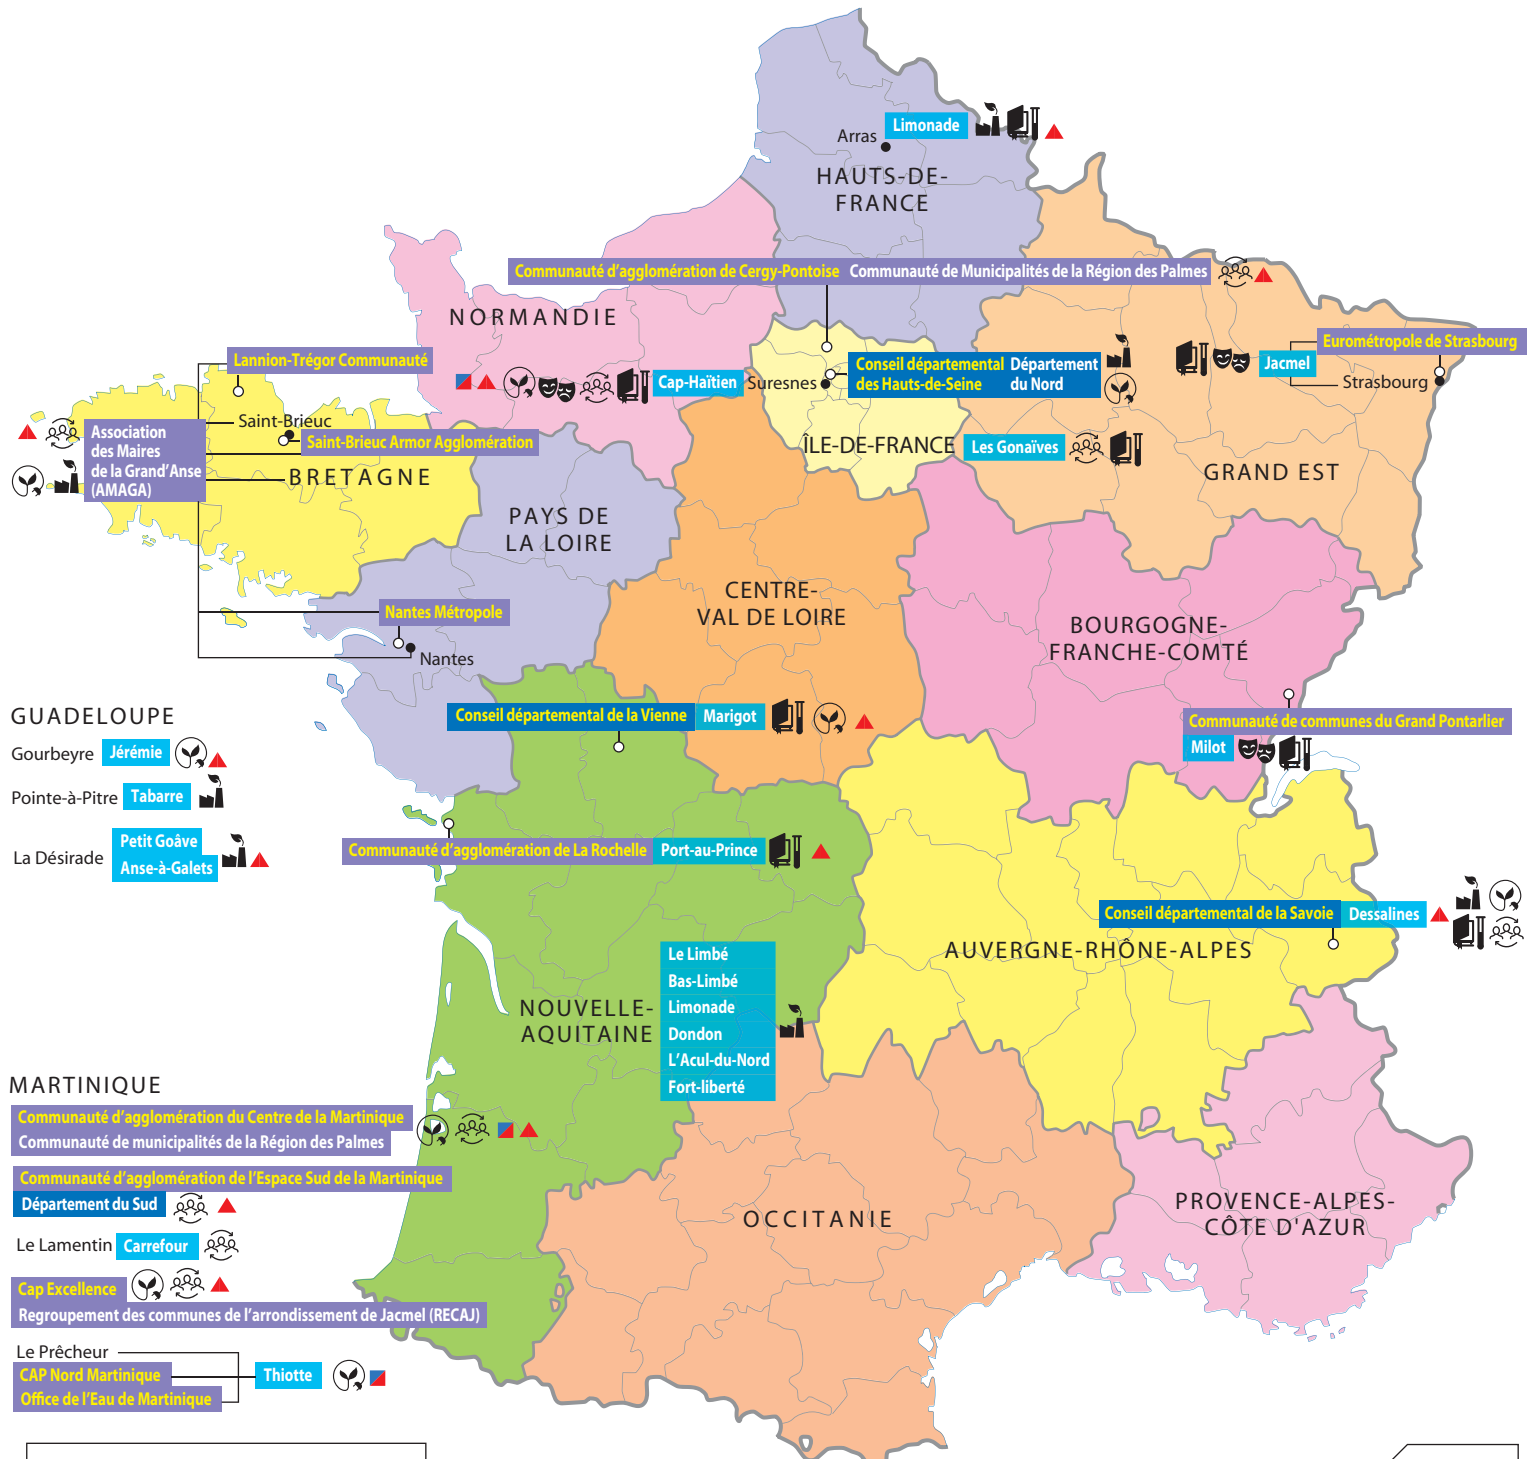 Arras
Limonade
HAUTS-DE-
FRANCE
Communauté d'agglomération de Cergy-Pontoise
Communauté de Municipalités de la Région des Palmes
NORMANDIE
Lannion-Trégor Communauté
Cap-Haïtien
Suresnes
Conseil départemental
des Hauts-de-Seine
Département
du Nord
Jacmel
Eurométropole de Strasbourg
Strasbourg
Saint-Brieuc
Saint-Brieuc Armor Agglomération
Association
des Maires
de la Grand'Anse
(AMAGA)
BRETAGNE
ÎLE-DE-FRANCE
Les Gonaïves
GRAND EST
PAYS DE
LA LOIRE
CENTRE-
VAL DE LOIRE
Nantes Métropole
Nantes
BOURGOGNE-
FRANCHE-COMTÉ
Conseil départemental de la Vienne
Marigot
Communauté de communes du Grand Pontarlier
Milot
GUADELOUPE
Gourbeyre
Jérémie
Pointe-à-Pitre
Tabarre
La Désirade
Petit Goâve
Anse-à-Galets
Communauté d'agglomération de La Rochelle
Port-au-Prince
Conseil départemental de la Savoie
Dessalines
AUVERGNE-RHÔNE-ALPES
NOUVELLE-
AQUITAINE
Le Limbé
Bas-Limbé
Limonade
Dondon
L'Acul-du-Nord
Fort-liberté
MARTINIQUE
Communauté d'agglomération du Centre de la Martinique
Communauté de municipalités de la Région des Palmes
Communauté d'agglomération de l'Espace Sud de la Martinique
Département du Sud
Le Lamentin
Carrefour
Cap Excellence
Regroupement des communes de l'arrondissement de Jacmel (RECAJ)
Le Prêcheur
CAP Nord Martinique
Office de l'Eau de Martinique
Thiotte
OCCITANIE
PROVENCE-ALPES-
CÔTE D'AZUR